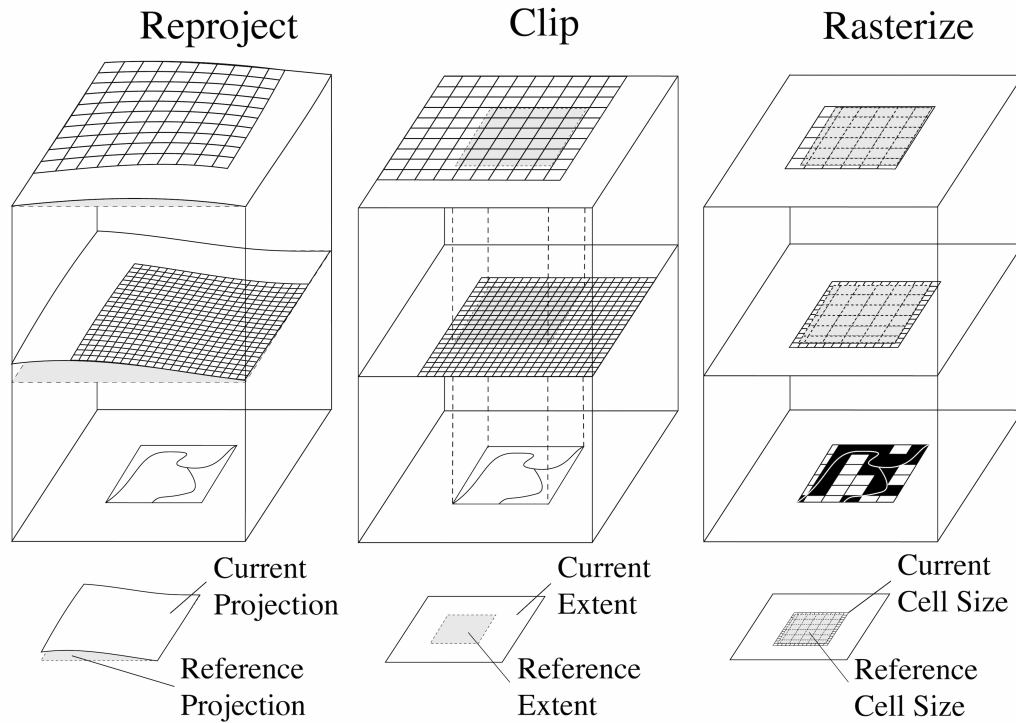 Reproject
Clip
Rasterize
Current
Projection
Reference
Projection
Current
Extent
Reference
Extent
Current
Cell Size
Reference
Cell Size